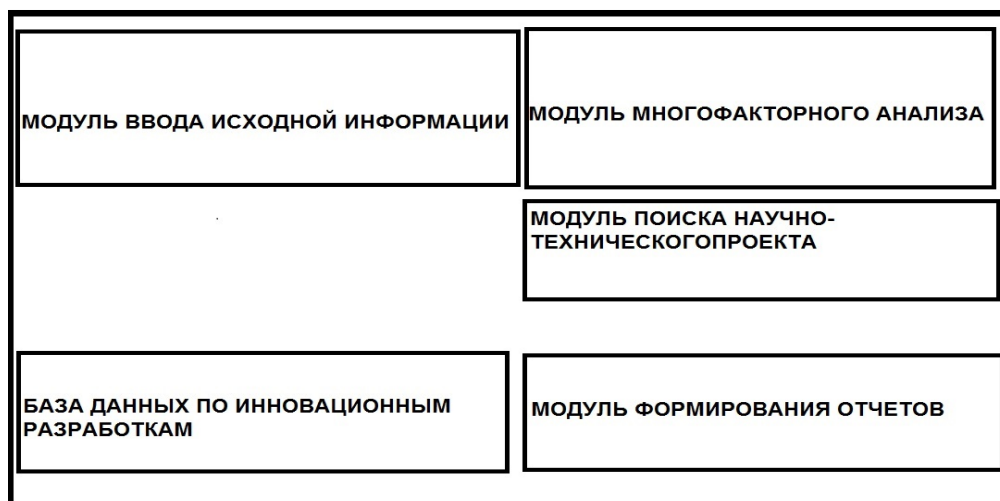 МОДУЛЬ ВВОДА ИСХОДНОЙ ИНФОРМАЦИИ
МОДУЛЬ МНОГОФАКТОРНОГО АНАЛИЗА
МОДУЛЬ ПОИСКА НАУЧНО-
ТЕХНИЧЕСКОГОПРОЕКТА
БАЗА ДАННЫХ ПО ИННОВАЦИОННЫМ
РАЗРАБОТКАМ
МОДУЛЬ ФОРМИРОВАНИЯ ОТЧЕТОВ